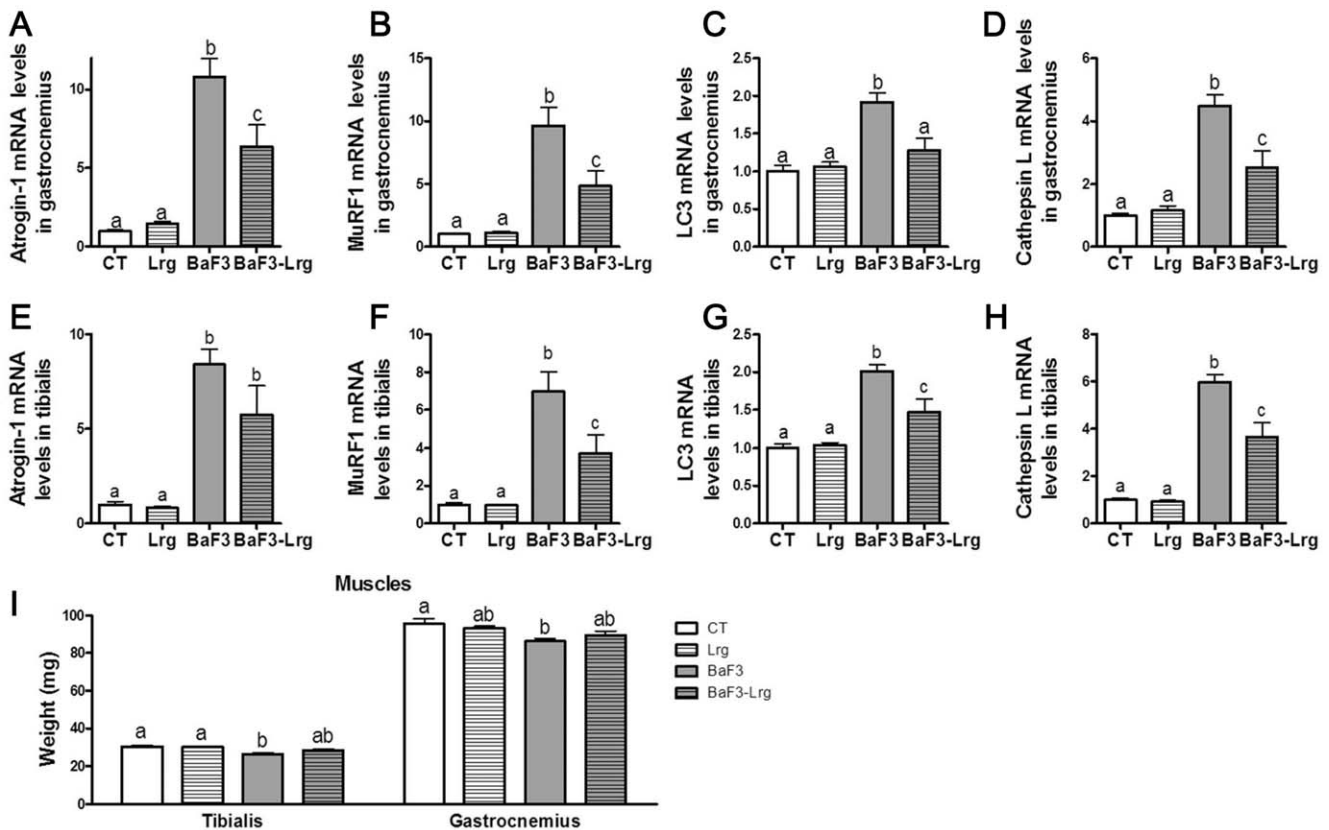 A
Atrogin-1 mRNA levels
in gastrocnemius
10
5
0
a
a
b
c
CT Lrg BaF3 BaF3-Lrg
B
MuRF1 mRNA levels
in gastrocnemius
15
10
5
0
a
a
b
c
CT Lrg BaF3 BaF3-Lrg
C
LC3 mRNA levels
in gastrocnemius
2.5
2.0
1.5
1.0
0.5
0.0
a
a
b
a
CT Lrg BaF3 BaF3-Lrg
D
Cathepsin L mRNA levels
in gastrocnemius
6
4
2
0
a
a
b
c
CT Lrg BaF3 BaF3-Lrg
E
Atrogin-1 mRNA
levels in tibialis
10
5
0
a
a
b
b
CT Lrg BaF3 BaF3-Lrg
F
MuRF1 mRNA
levels in tibialis
10
8
6
4
2
0
a
a
b
c
CT Lrg BaF3 BaF3-Lrg
G
LC3 mRNA
levels in tibialis
2.5
2.0
1.5
1.0
0.5
0.0
a
a
b
c
CT Lrg BaF3 BaF3-Lrg
H
Cathepsin L mRNA
levels in tibialis
8
6
4
2
0
a
a
b
c
CT Lrg BaF3 BaF3-Lrg
I
Muscles
Weight (mg)
100
80
60
40
20
0
a a b ab
a ab b ab
Tibialis Gastrocnemius
CT
Lrg
BaF3
BaF3-Lrg